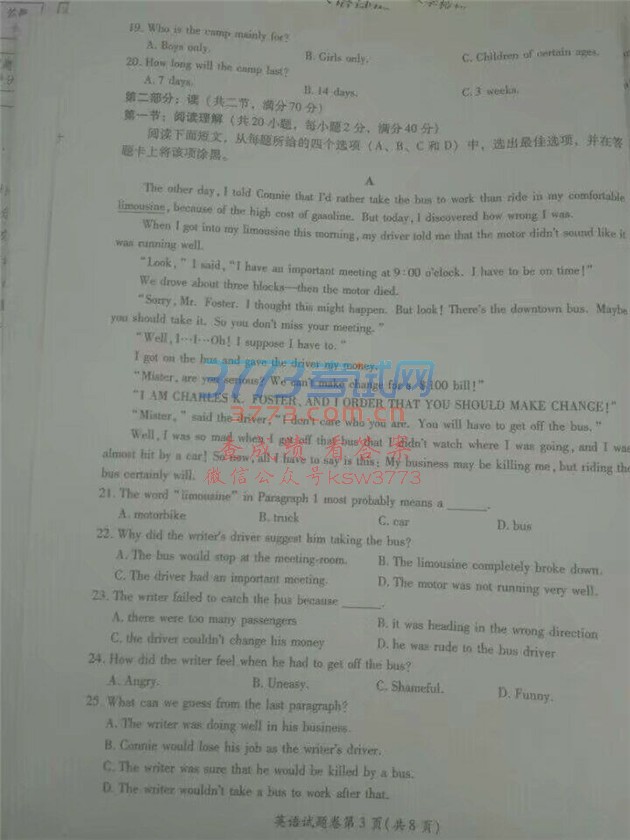 19. Who is the camp mainly for?
A. Boys only.
B. Girls only.
C. Children of certain ages.
20. How long will the camp last?
A. 7 days.
B. 14 days.
C. 3 weeks.
第二部分：读（共二节，满分70分）
第一节：阅读理解（共20小题，每小题2分，满分40分）
阅读下面短文，从每题所给的四个选项（A、B、C和D）中，选出最佳选项，并在答
题卡上将该项涂黑。
A
The other day, I told Connie that I'd rather take the bus to work than ride in my comfortable
limousine, because of the high cost of gasoline. But today, I discovered how wrong I was.
When I got into my limousine this morning, my driver told me that the motor didn't sound like it
was running well.
"Look," I said, "I have an important meeting at 9:00 o'clock. I have to be on time!"
We drove about three blocks—then the motor died.
"Sorry, Mr. Foster. I thought this might happen. But look! There's the downtown bus. Maybe
you should take it. So you don't miss your meeting."
"Well, I…I…Oh! I suppose I have to."
I got on the bus and gave the driver my money.
"Mister, are you serious? We can't make change for a $100 bill!"
"I AM CHARLES K. FOSTER, AND I ORDER THAT YOU SHOULD MAKE CHANGE!"
"Mister," said the driver, "I don't care who you are. You will have to get off the bus."
Well, I was so mad when I got off that bus that I didn't watch where I was going, and I was
almost hit by a car! So now, all I have to say is this: My business may be killing me, but riding the
bus certainly will.
21. The word "limousine" in Paragraph 1 most probably means a ______.
A. motorbike
B. truck
C. car
D. bus
22. Why did the writer's driver suggest him taking the bus?
A. The bus would stop at the meeting-room.
B. The limousine completely broke down.
C. The driver had an important meeting.
D. The motor was not running very well.
23. The writer failed to catch the bus because ______.
A. there were too many passengers
B. it was heading in the wrong direction
C. the driver couldn't change his money
D. he was rude to the bus driver
24. How did the writer feel when he had to get off the bus?
A. Angry.
B. Uneasy.
C. Shameful.
D. Funny.
25. What can we guess from the last paragraph?
A. The writer was doing well in his business.
B. Connie would lose his job as the writer's driver.
C. The writer was sure that he would be killed by a bus.
D. The writer wouldn't take a bus to work after that.
英语试题卷第3页（共8页）
3773考试网
3773.com.cn
查成绩 看答案
微信公众号ksw3773